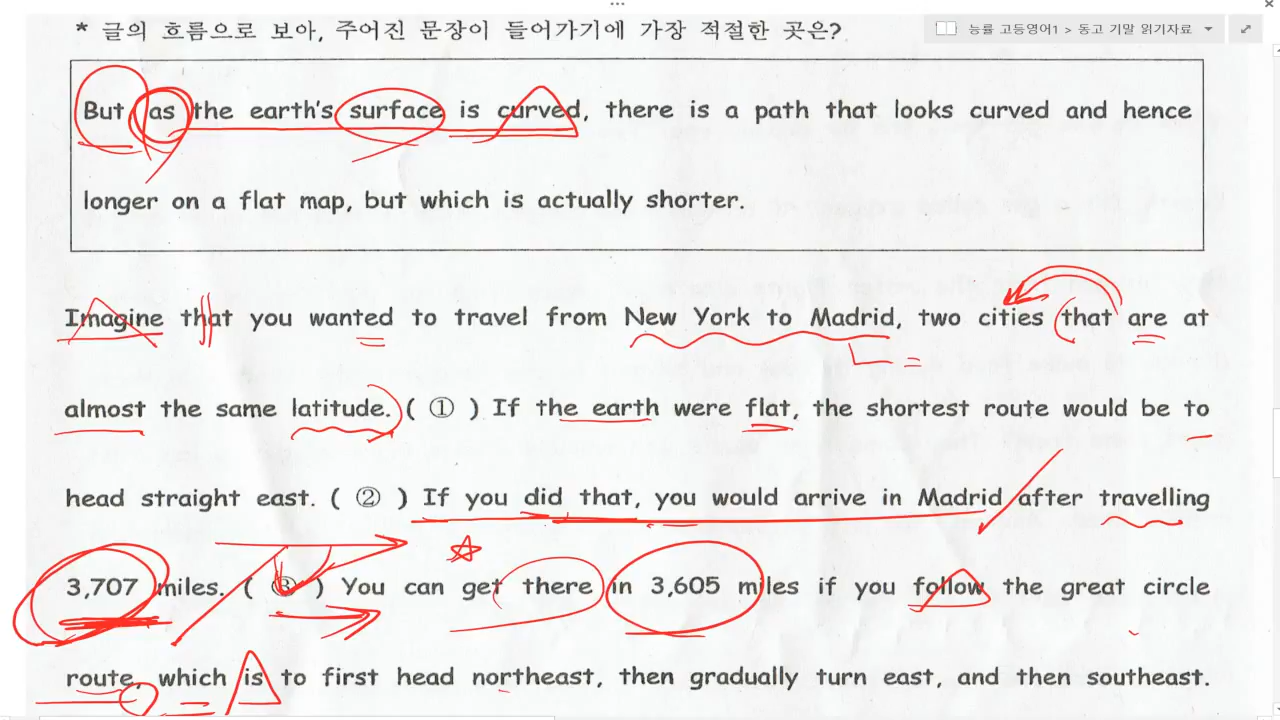 * 글의 흐름으로 보아, 주어진 문장이 들어가기에 가장 적절한 곳은?
능률 고등영어1 > 동고 기말 읽기자료
But as the earth's surface is curved, there is a path that looks curved and hence
longer on a flat map, but which is actually shorter.
Imagine that you wanted to travel from New York to Madrid, two cities that are at
almost the same latitude. ( ① ) If the earth were flat, the shortest route would be to
head straight east. ( ② ) If you did that, you would arrive in Madrid after travelling
3,707 miles. ( ③ ) You can get there in 3,605 miles if you follow the great circle
route, which is to first head northeast, then gradually turn east, and then southeast.